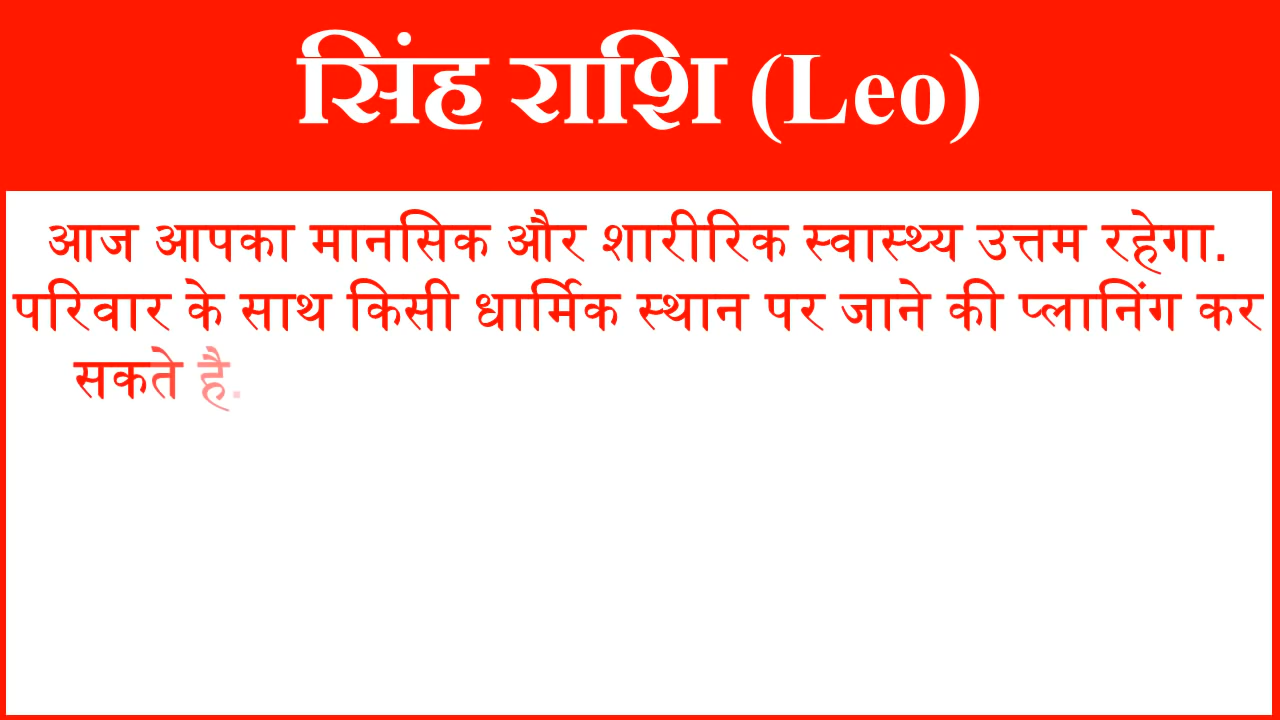 सिंह राशि (Leo)
आज आपका मानसिक और शारीरिक स्वास्थ्य उत्तम रहेगा.
परिवार के साथ किसी धार्मिक स्थान पर जाने की प्लानिंग कर
सकते है.